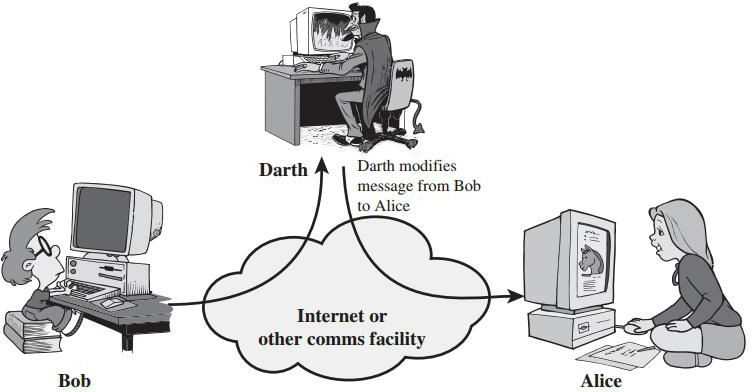 Darth
Darth modifies
message from Bob
to Alice
Internet or
other comms facility
Bob
Alice